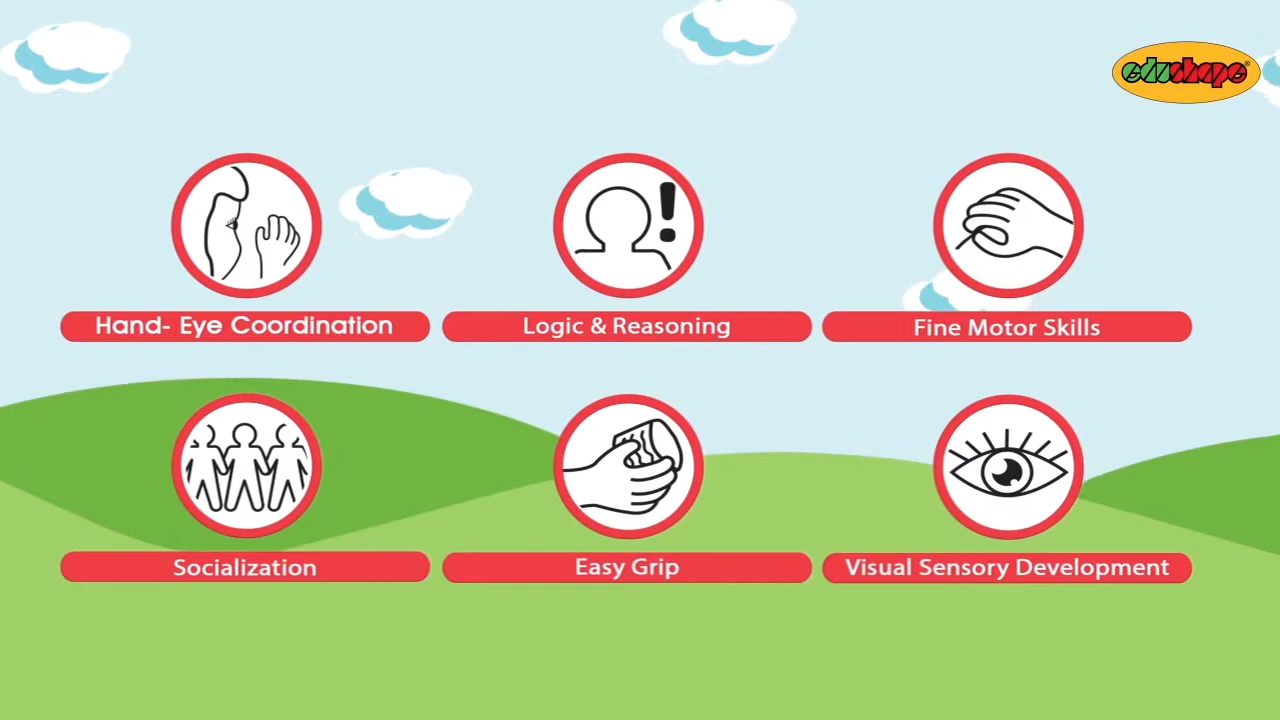 edushape®
Hand- Eye Coordination
Logic & Reasoning
Fine Motor Skills
Socialization
Easy Grip
Visual Sensory Development